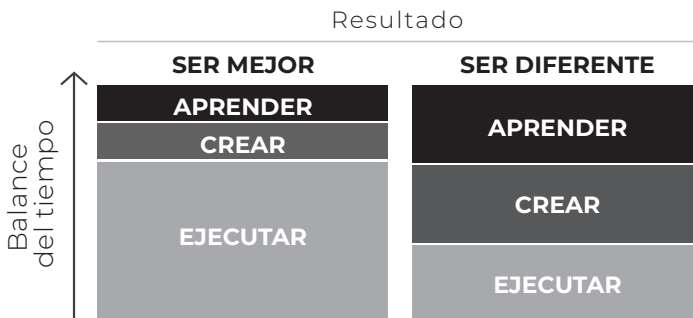 Resultado
SER MEJOR
SER DIFERENTE
Balance
del tiempo
APRENDER
CREAR
EJECUTAR
APRENDER
CREAR
EJECUTAR